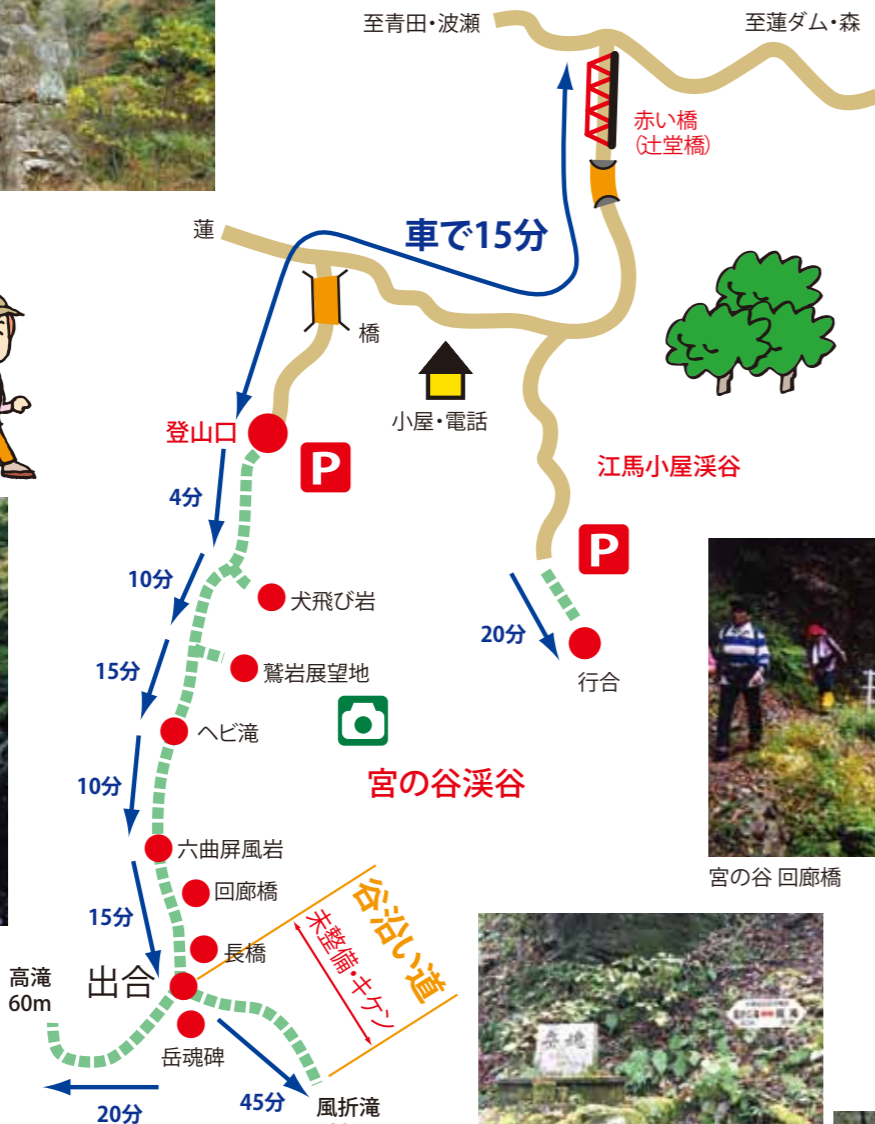 至青田・波瀬
至蓮ダム・森
赤い橋
(辻堂橋)
蓮
車で15分
橋
小屋・電話
登山口
P
江馬小屋渓谷
4分
P
10分
犬飛び岩
20分
15分
鷲岩展望地
行合
ヘビ滝
10分
宮の谷渓谷
六曲屏風岩
宮の谷 回廊橋
回廊橋
谷沿い道
未整備・キケン
15分
長橋
高滝
60m
出合
岳魂
岳魂碑
45分
風折滝
20分